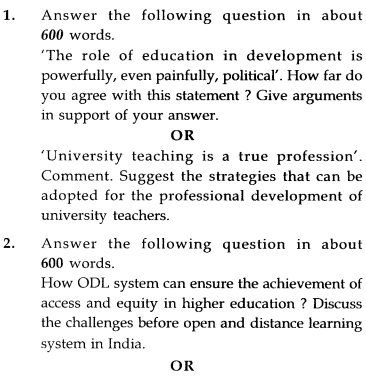 1. Answer the following question in about
600 words.
'The role of education in development is
powerfully, even painfully, political'. How far do
you agree with this statement ? Give arguments
in support of your answer.
OR
'University teaching is a true profession'.
Comment. Suggest the strategies that can be
adopted for the professional development of
university teachers.
2. Answer the following question in about
600 words.
How ODL system can ensure the achievement of
access and equity in higher education ? Discuss
the challenges before open and distance learning
system in India.
OR